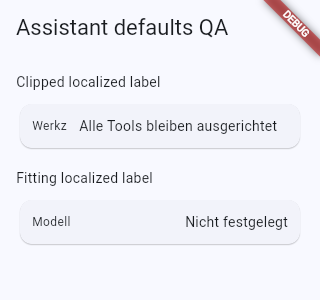 Assistant defaults QA
DEBUG
Clipped localized label
Werkz Alle Tools bleiben ausgerichtet
Fitting localized label
Modell Nicht festgelegt